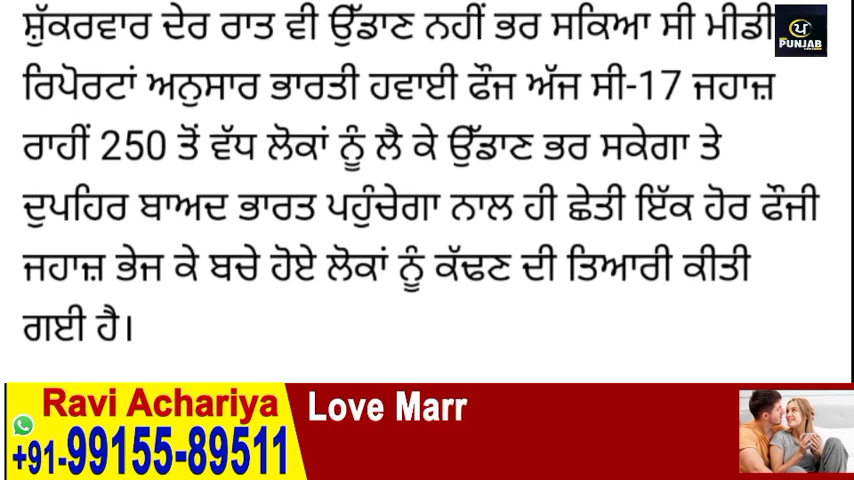 ਸ਼ੁੱਕਰਵਾਰ ਦੇਰ ਰਾਤ ਵੀ ਉੱਡਾਣ ਨਹੀਂ ਭਰ ਸਕਿਆ ਸੀ ਮੀਡੀ
ਰਿਪੋਰਟਾਂ ਅਨੁਸਾਰ ਭਾਰਤੀ ਹਵਾਈ ਫੌਜ ਅੱਜ ਸੀ-17 ਜਹਾਜ਼
ਰਾਹੀਂ 250 ਤੋਂ ਵੱਧ ਲੋਕਾਂ ਨੂੰ ਲੈ ਕੇ ਉੱਡਾਣ ਭਰ ਸਕੇਗਾ ਤੇ
ਦੁਪਹਿਰ ਬਾਅਦ ਭਾਰਤ ਪਹੁੰਚੇਗਾ ਨਾਲ ਹੀ ਛੇਤੀ ਇੱਕ ਹੋਰ ਫੌਜੀ
ਜਹਾਜ਼ ਭੇਜ ਕੇ ਬਚੇ ਹੋਏ ਲੋਕਾਂ ਨੂੰ ਕੱਢਣ ਦੀ ਤਿਆਰੀ ਕੀਤੀ
ਗਈ ਹੈ।
ਪ
PUNJAB
Ravi Achariya
+91-99155-89511
Love Marr